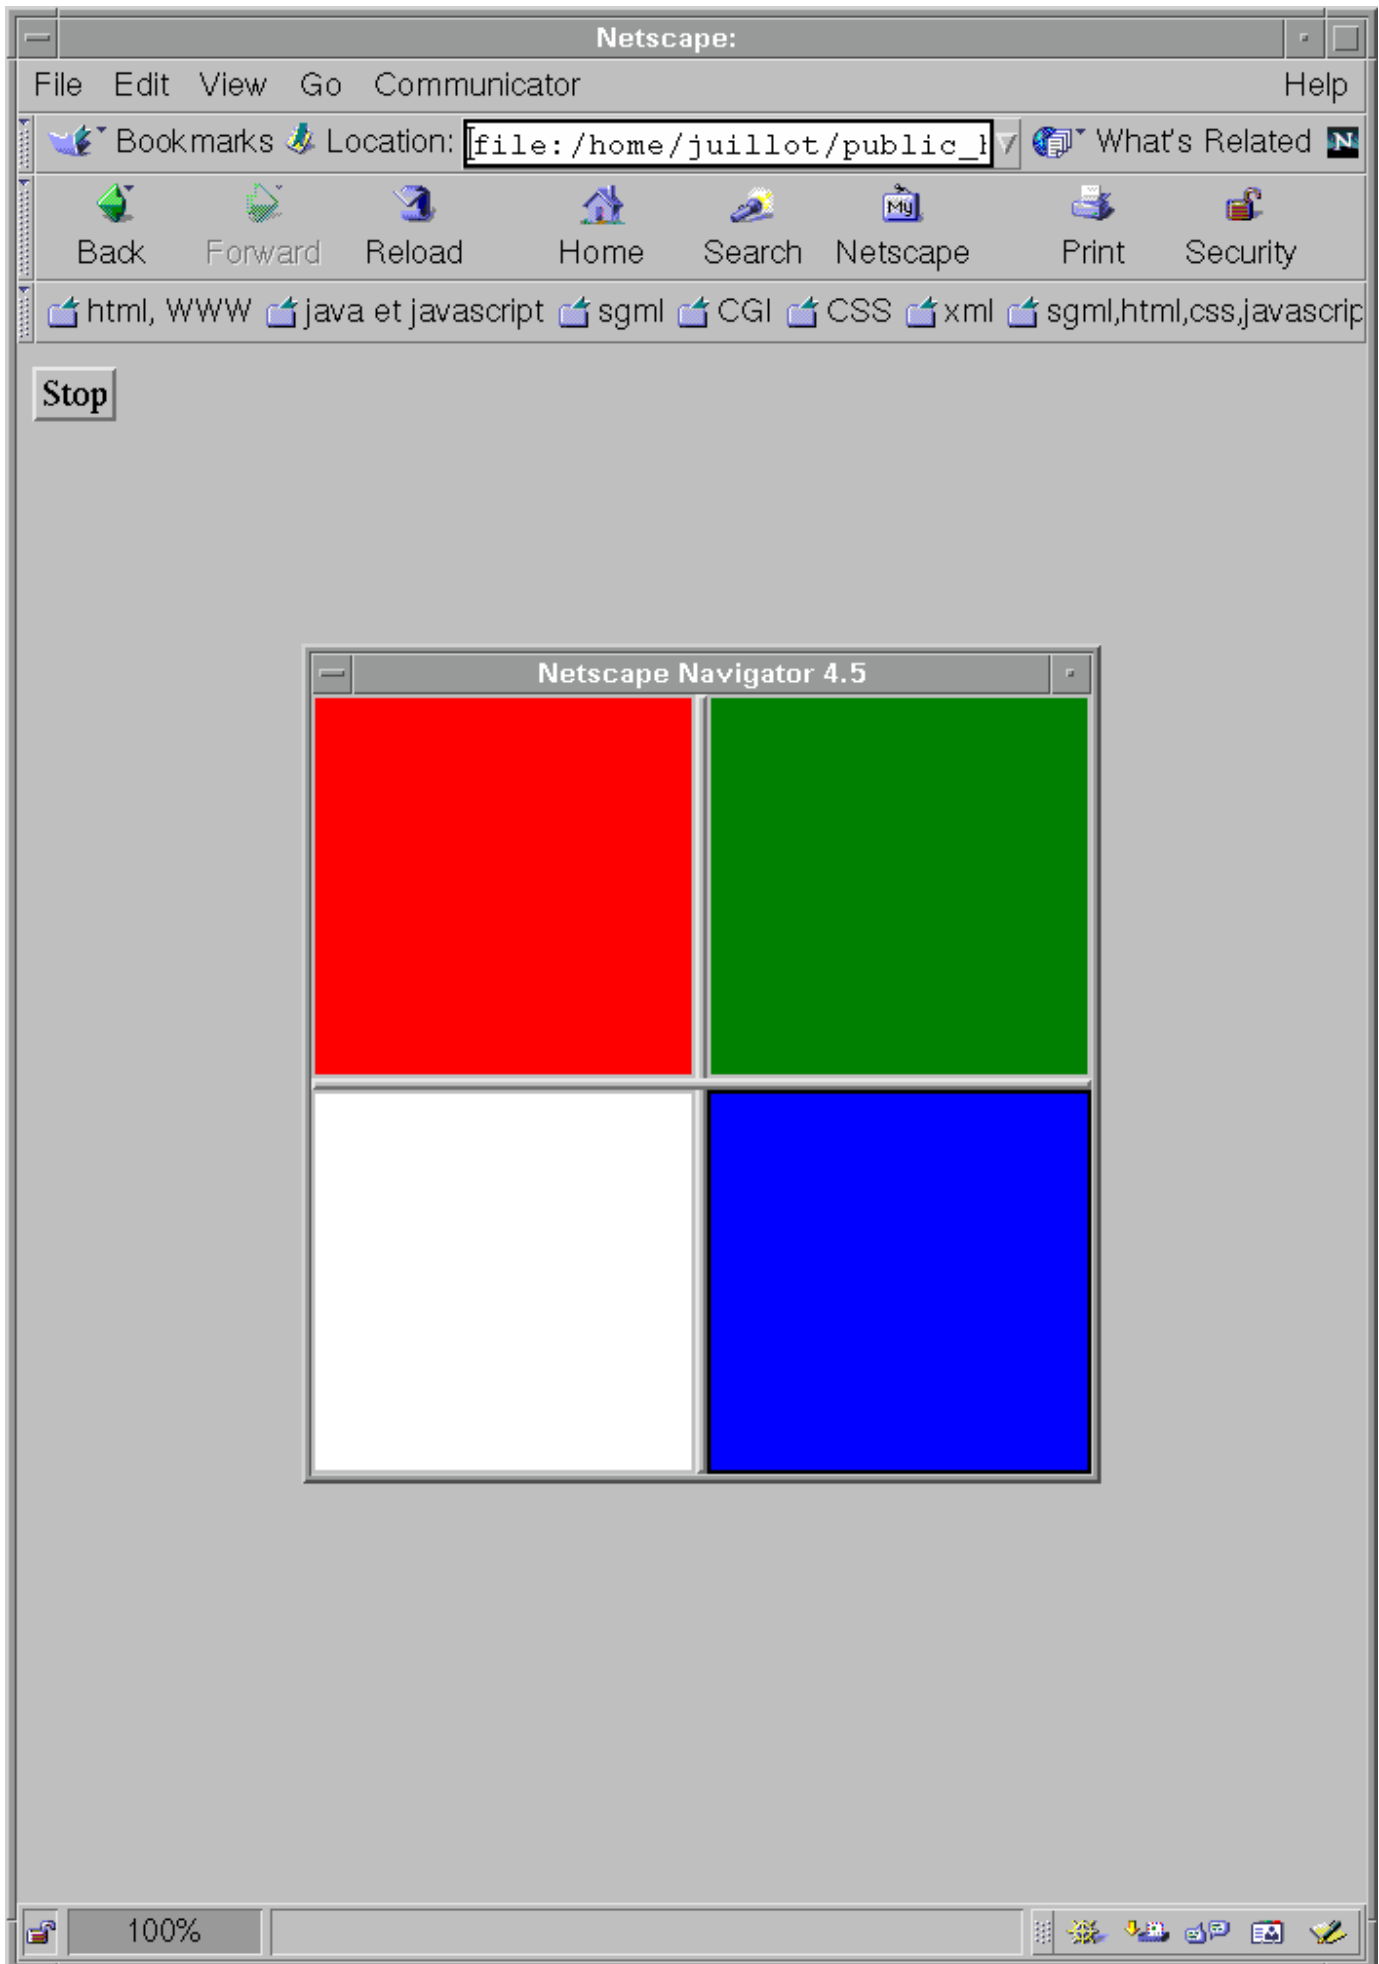 Netscape:
File Edit View Go Communicator Help
Bookmarks Location: file:/home/juillot/public_ What's Related N
Back Forward Reload Home Search My Netscape Print Security
html, WWW java et javascript sgml CGI CSS xml sgml,html,css,javascrip
Stop
Netscape Navigator 4.5
100%